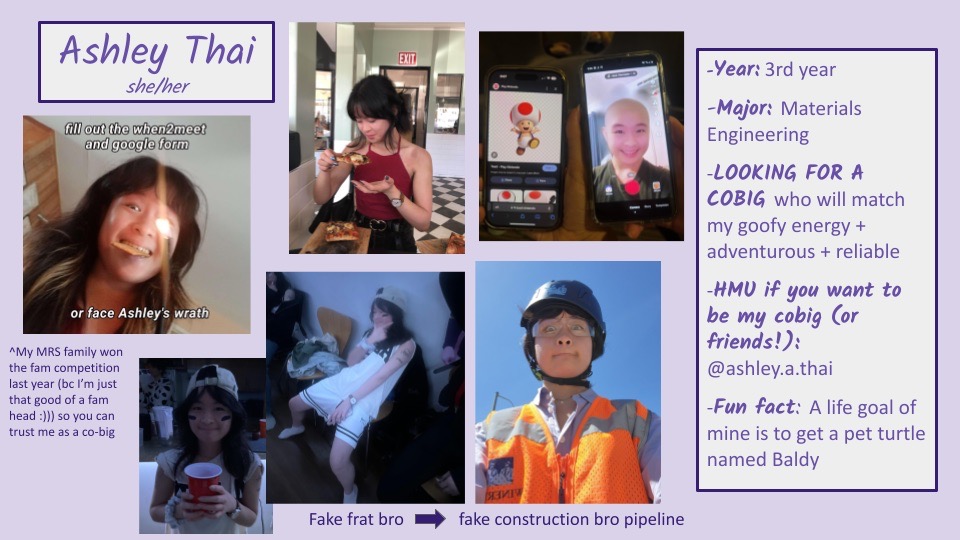 Ashley Thai
she/her
fill out the when2meet
and google form
or face Ashley's wrath
^My MRS family won
the fam competition
last year (bc I'm just
that good of a fam
head :))) so you can
trust me as a co-big
EXIT
Fake frat bro
fake construction bro pipeline
-Year: 3rd year
-Major: Materials
Engineering
-LOOKING FOR A
COBIG who will match
my goofy energy +
adventurous + reliable
-HMU if you want to
be my cobig (or
friends!):
@ashley.a.thai
-Fun fact: A life goal of
mine is to get a pet turtle
named Baldy